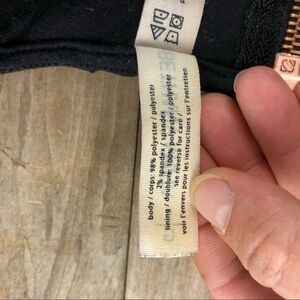 body / corps: 98% polyester / polyester
2% spandex / spandex
lining / doublure: 100% polyester / polyester
see reverse for care /
voir l'envers pour les instructions sur l'entretien